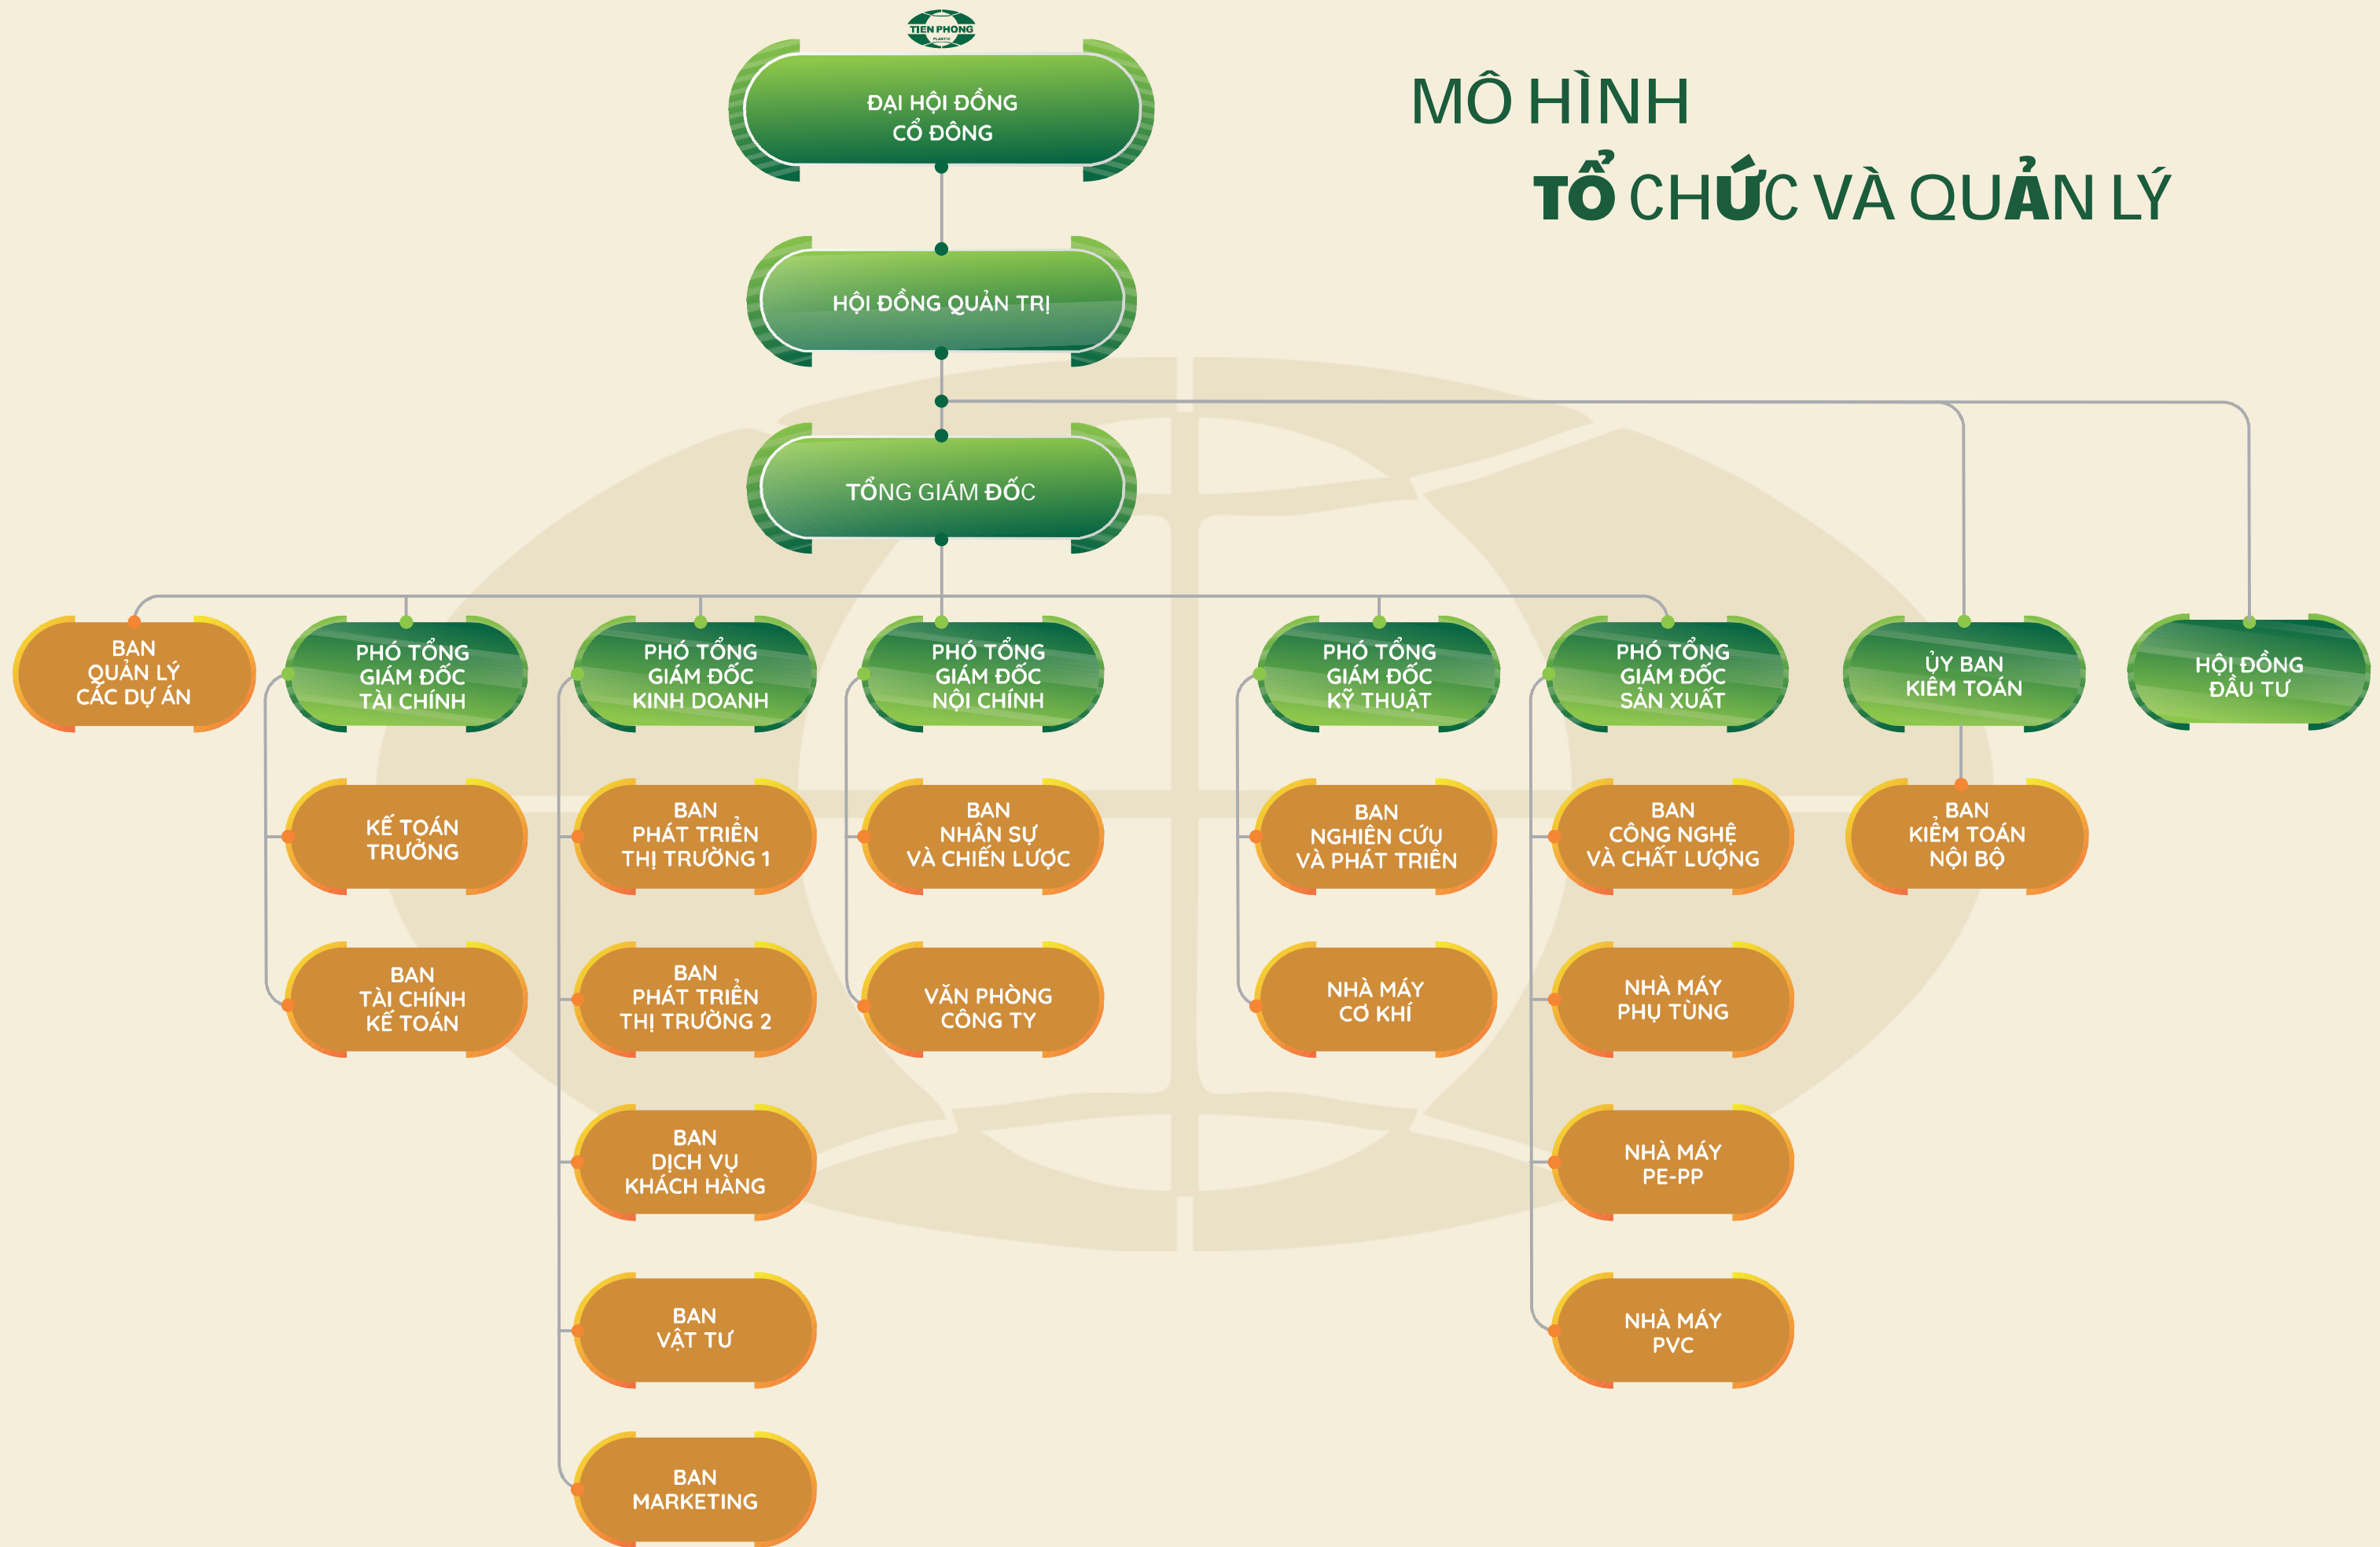 TIEN PHONG
PLASTIC
MÔ HÌNH
TỔ CHỨC VÀ QUẢN LÝ
ĐẠI HỘI ĐỒNG
CỔ ĐÔNG
HỘI ĐỒNG QUẢN TRỊ
TỔNG GIÁM ĐỐC
BAN
QUẢN LÝ
CÁC DỰ ÁN
PHÓ TỔNG
GIÁM ĐỐC
TÀI CHÍNH
PHÓ TỔNG
GIÁM ĐỐC
KINH DOANH
PHÓ TỔNG
GIÁM ĐỐC
NỘI CHÍNH
PHÓ TỔNG
GIÁM ĐỐC
KỸ THUẬT
PHÓ TỔNG
GIÁM ĐỐC
SẢN XUẤT
ỦY BAN
KIỂM TOÁN
HỘI ĐỒNG
ĐẦU TƯ
KẾ TOÁN
TRƯỞNG
BAN
PHÁT TRIỂN
THỊ TRƯỜNG 1
BAN
NHÂN SỰ
VÀ CHIẾN LƯỢC
BAN
NGHIÊN CỨU
VÀ PHÁT TRIỂN
BAN
CÔNG NGHỆ
VÀ CHẤT LƯỢNG
BAN
KIỂM TOÁN
NỘI BỘ
BAN
TÀI CHÍNH
KẾ TOÁN
BAN
PHÁT TRIỂN
THỊ TRƯỜNG 2
VĂN PHÒNG
CÔNG TY
NHÀ MÁY
CƠ KHÍ
NHÀ MÁY
PHỤ TÙNG
BAN
DỊCH VỤ
KHÁCH HÀNG
NHÀ MÁY
PE-PP
BAN
VẬT TƯ
NHÀ MÁY
PVC
BAN
MARKETING